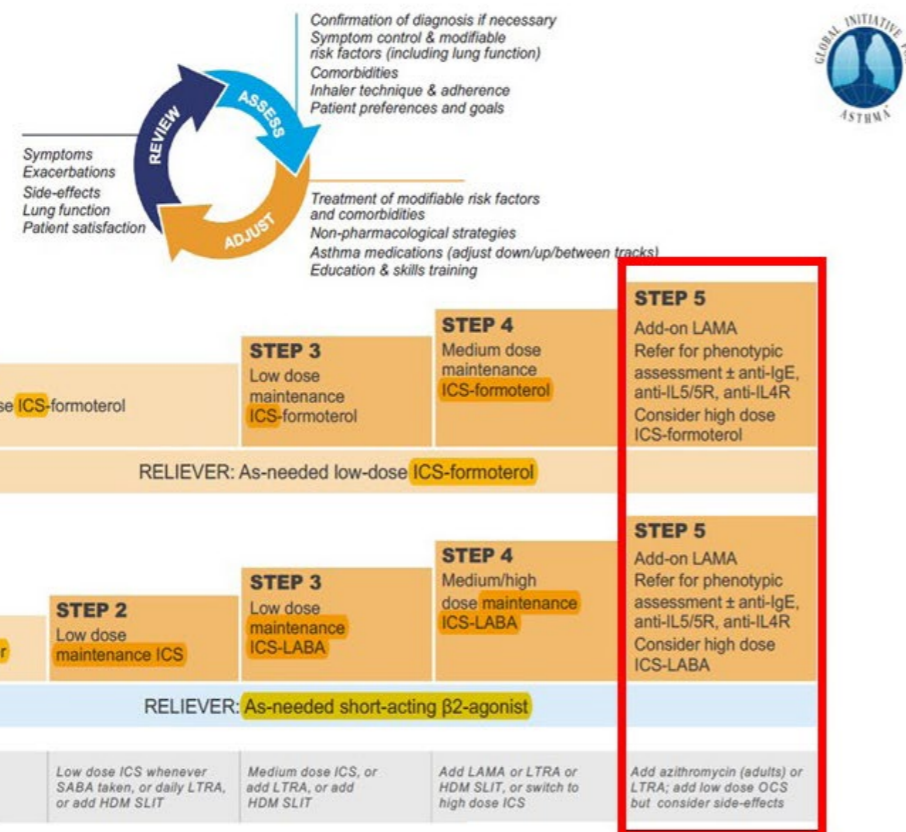 Confirmation of diagnosis if necessary
Symptom control & modifiable
risk factors (including lung function)
Comorbidities
Inhaler technique & adherence
Patient preferences and goals
GLOBAL INITIATIVE
ASTHMA
REVIEW
ASSESS
ADJUST
Symptoms
Exacerbations
Side-effects
Lung function
Patient satisfaction
Treatment of modifiable risk factors
and comorbidities
Non-pharmacological strategies
Asthma medications (adjust down/up/between tracks)
Education & skills training
ICS-formoterol
STEP 3
Low dose
maintenance
ICS-formoterol
STEP 4
Medium dose
maintenance
ICS-formoterol
STEP 5
Add-on LAMA
Refer for phenotypic
assessment ± anti-IgE,
anti-IL5/5R, anti-IL4R
Consider high dose
ICS-formoterol
RELIEVER: As-needed low-dose ICS-formoterol
STEP 2
Low dose
maintenance ICS
STEP 3
Low dose
maintenance
ICS-LABA
STEP 4
Medium/high
dose maintenance
ICS-LABA
STEP 5
Add-on LAMA
Refer for phenotypic
assessment ± anti-IgE,
anti-IL5/5R, anti-IL4R
Consider high dose
ICS-LABA
RELIEVER: As-needed short-acting β2-agonist
Low dose ICS whenever
SABA taken, or daily LTRA,
or add HDM SLIT
Medium dose ICS, or
add LTRA, or add
HDM SLIT
Add LAMA or LTRA or
HDM SLIT, or switch to
high dose ICS
Add azithromycin (adults) or
LTRA; add low dose OCS
but consider side-effects